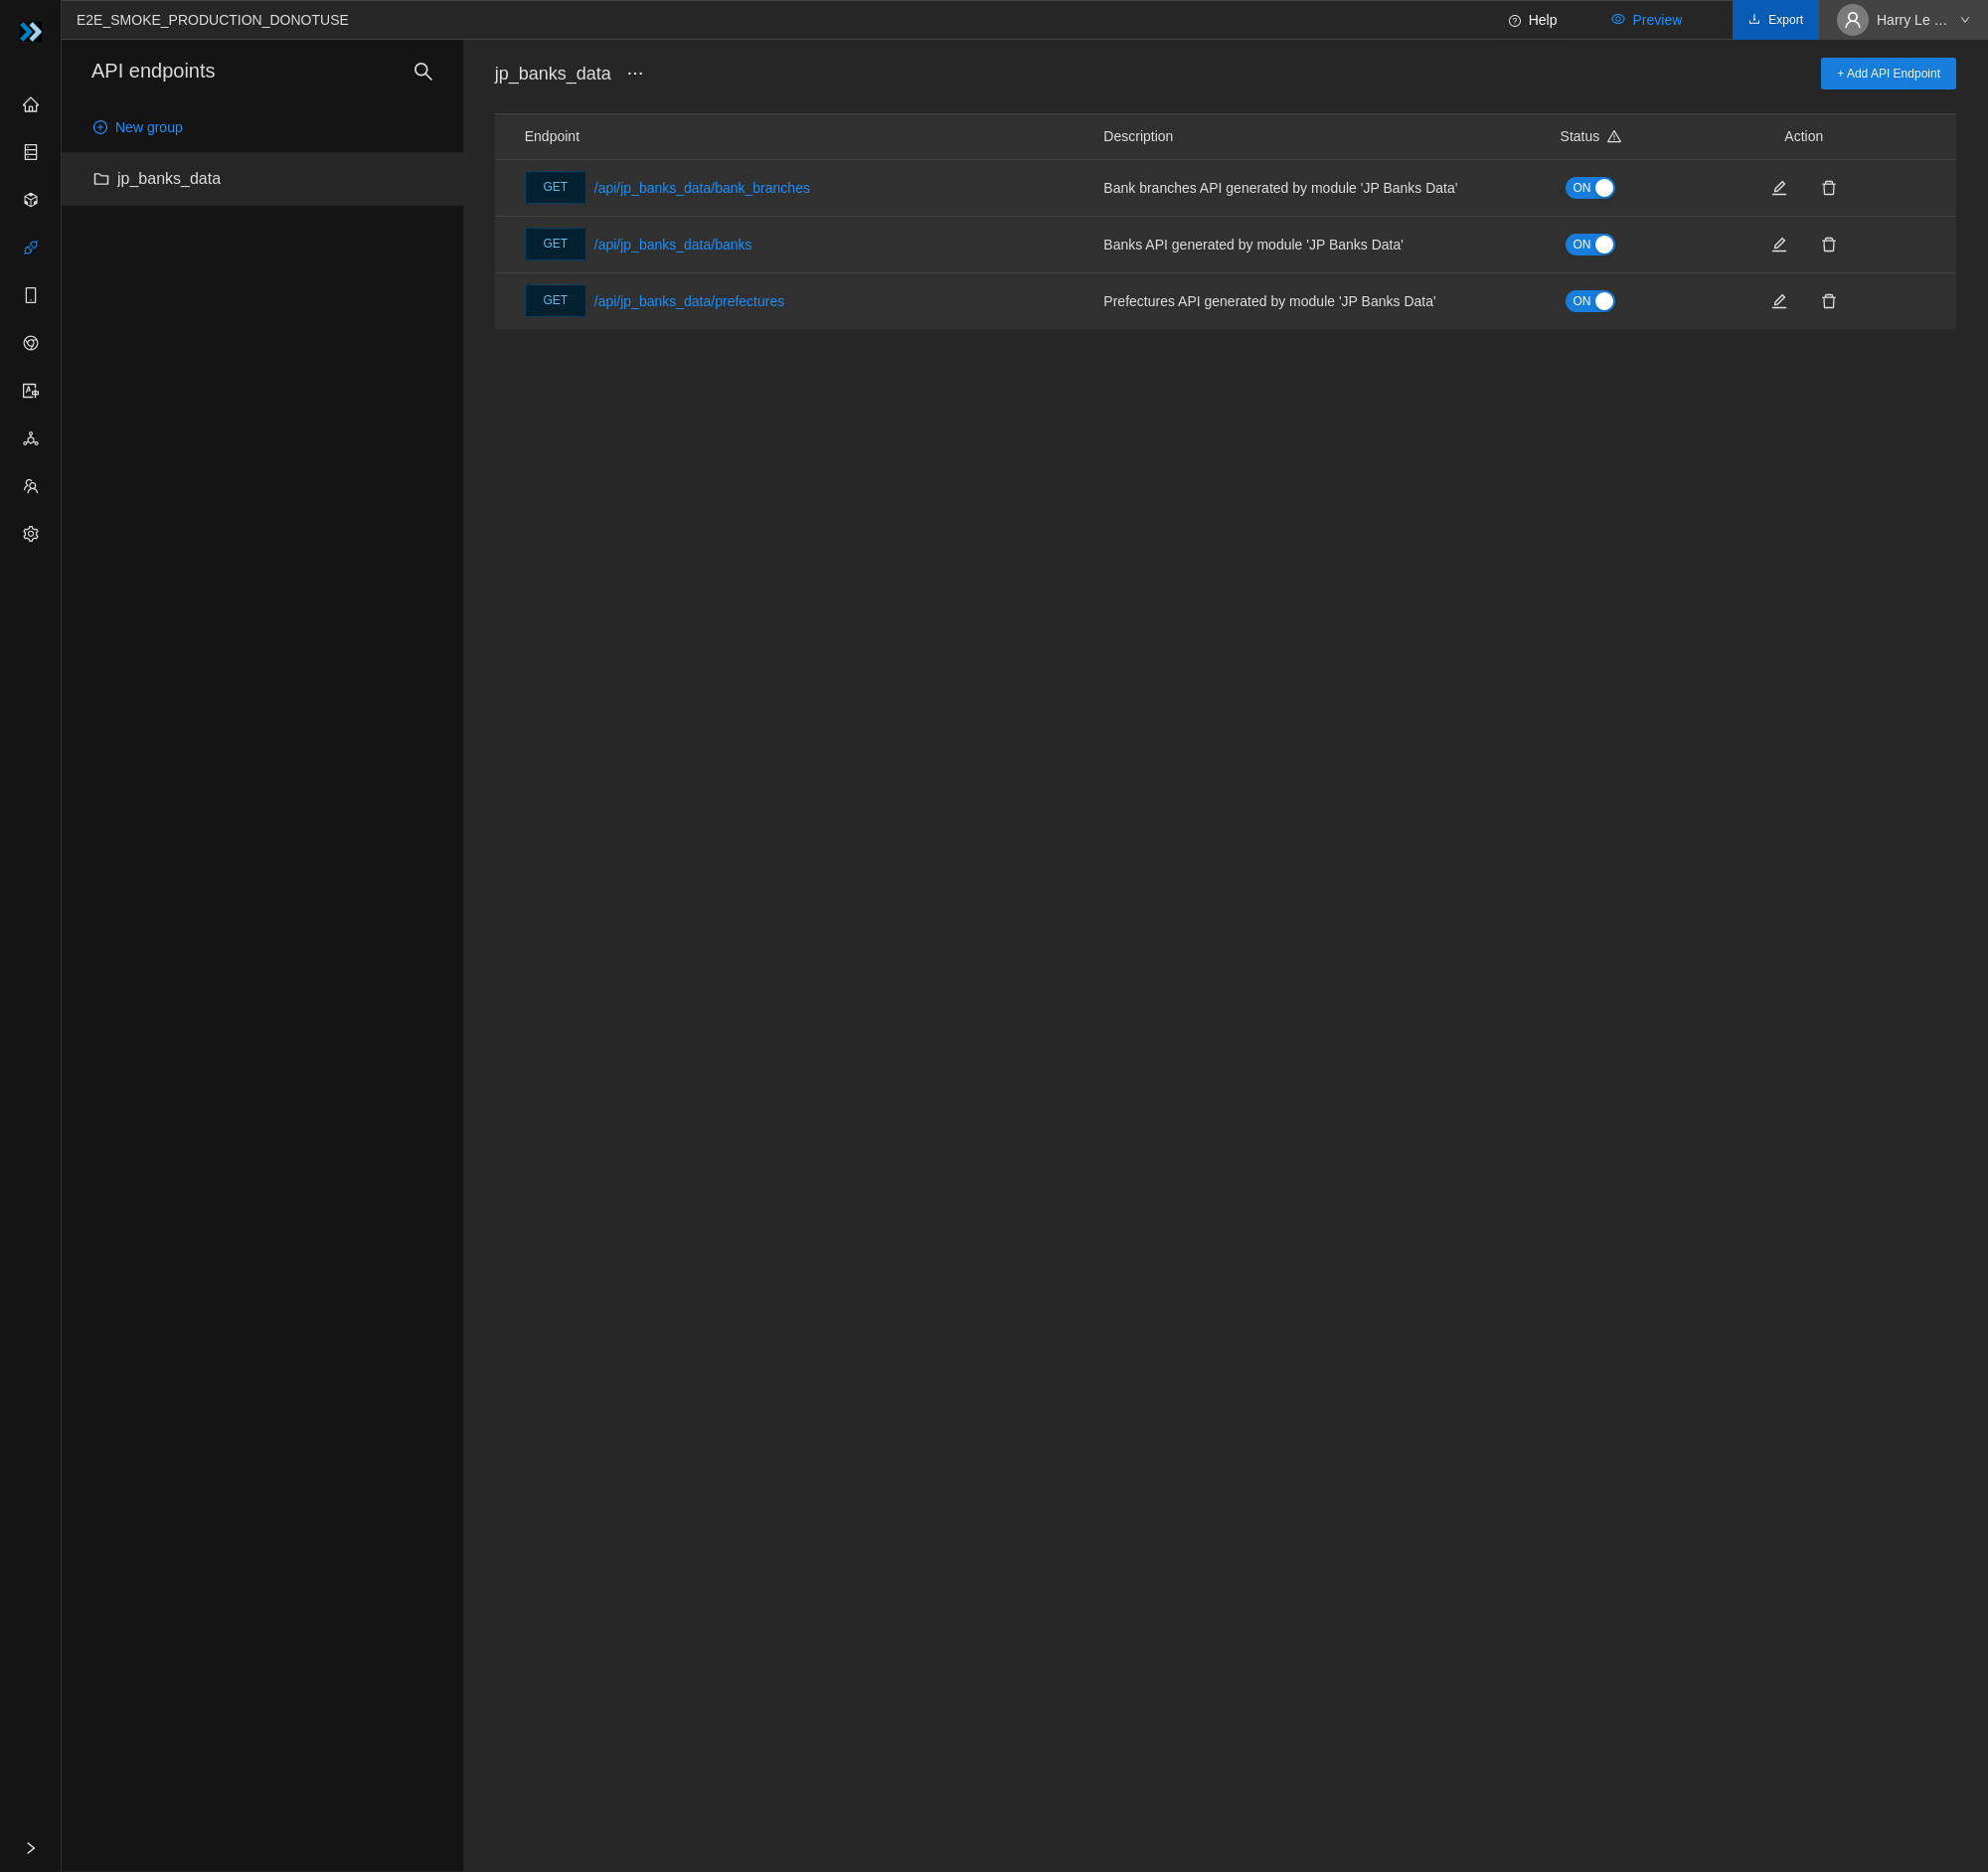 E2E_SMOKE_PRODUCTION_DONOTUSE
Help
Preview
Export
Harry Le ...
API endpoints
New group
jp_banks_data
jp_banks_data ...
+ Add API Endpoint
Endpoint Description Status Action
GET /api/jp_banks_data/bank_branches Bank branches API generated by module 'JP Banks Data' ON
GET /api/jp_banks_data/banks Banks API generated by module 'JP Banks Data' ON
GET /api/jp_banks_data/prefectures Prefectures API generated by module 'JP Banks Data' ON